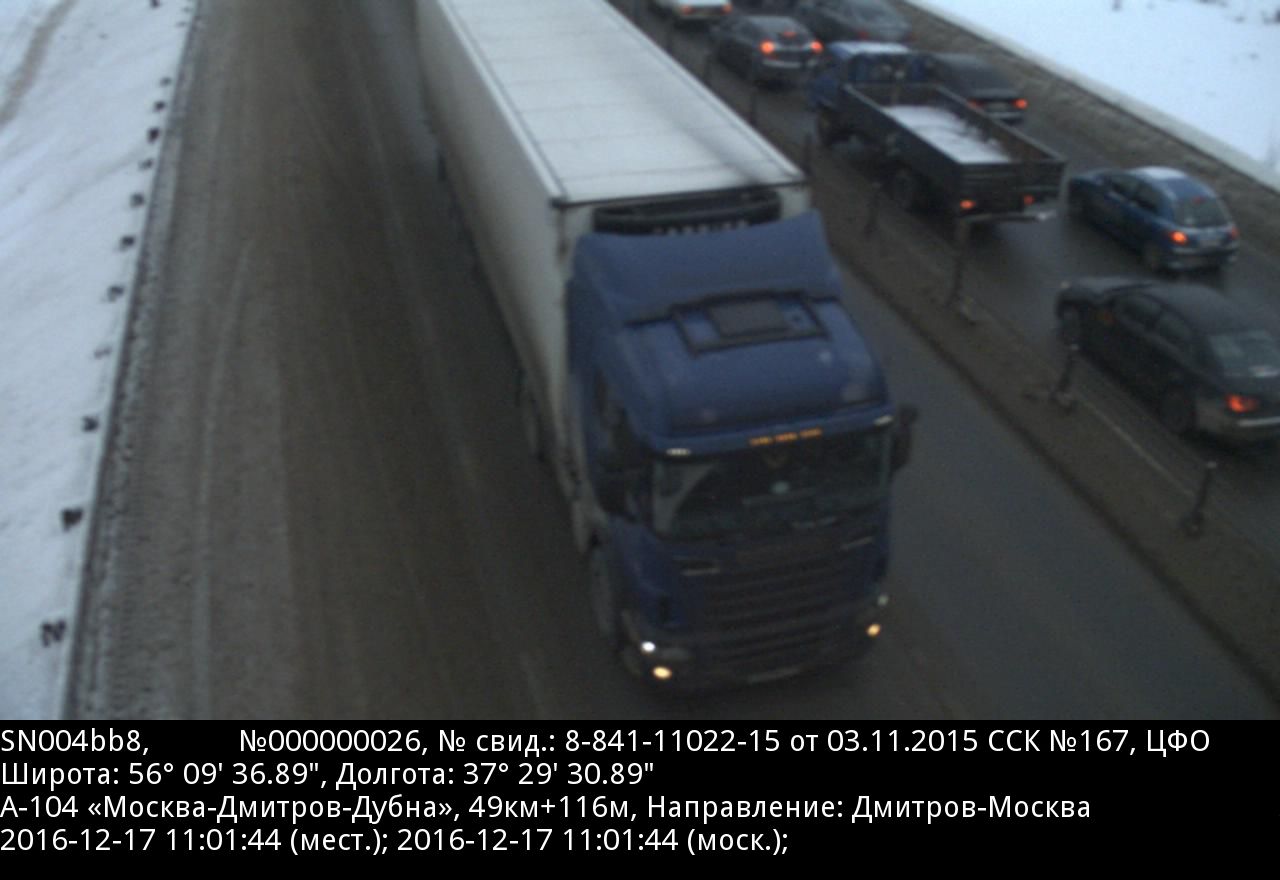 SN004bb8, №000000026, № свид.: 8-841-11022-15 от 03.11.2015 ССК №167, ЦФО
Широта: 56° 09' 36.89", Долгота: 37° 29' 30.89"
А-104 «Москва-Дмитров-Дубна», 49км+116м, Направление: Дмитров-Москва
2016-12-17 11:01:44 (мест.); 2016-12-17 11:01:44 (моск.);